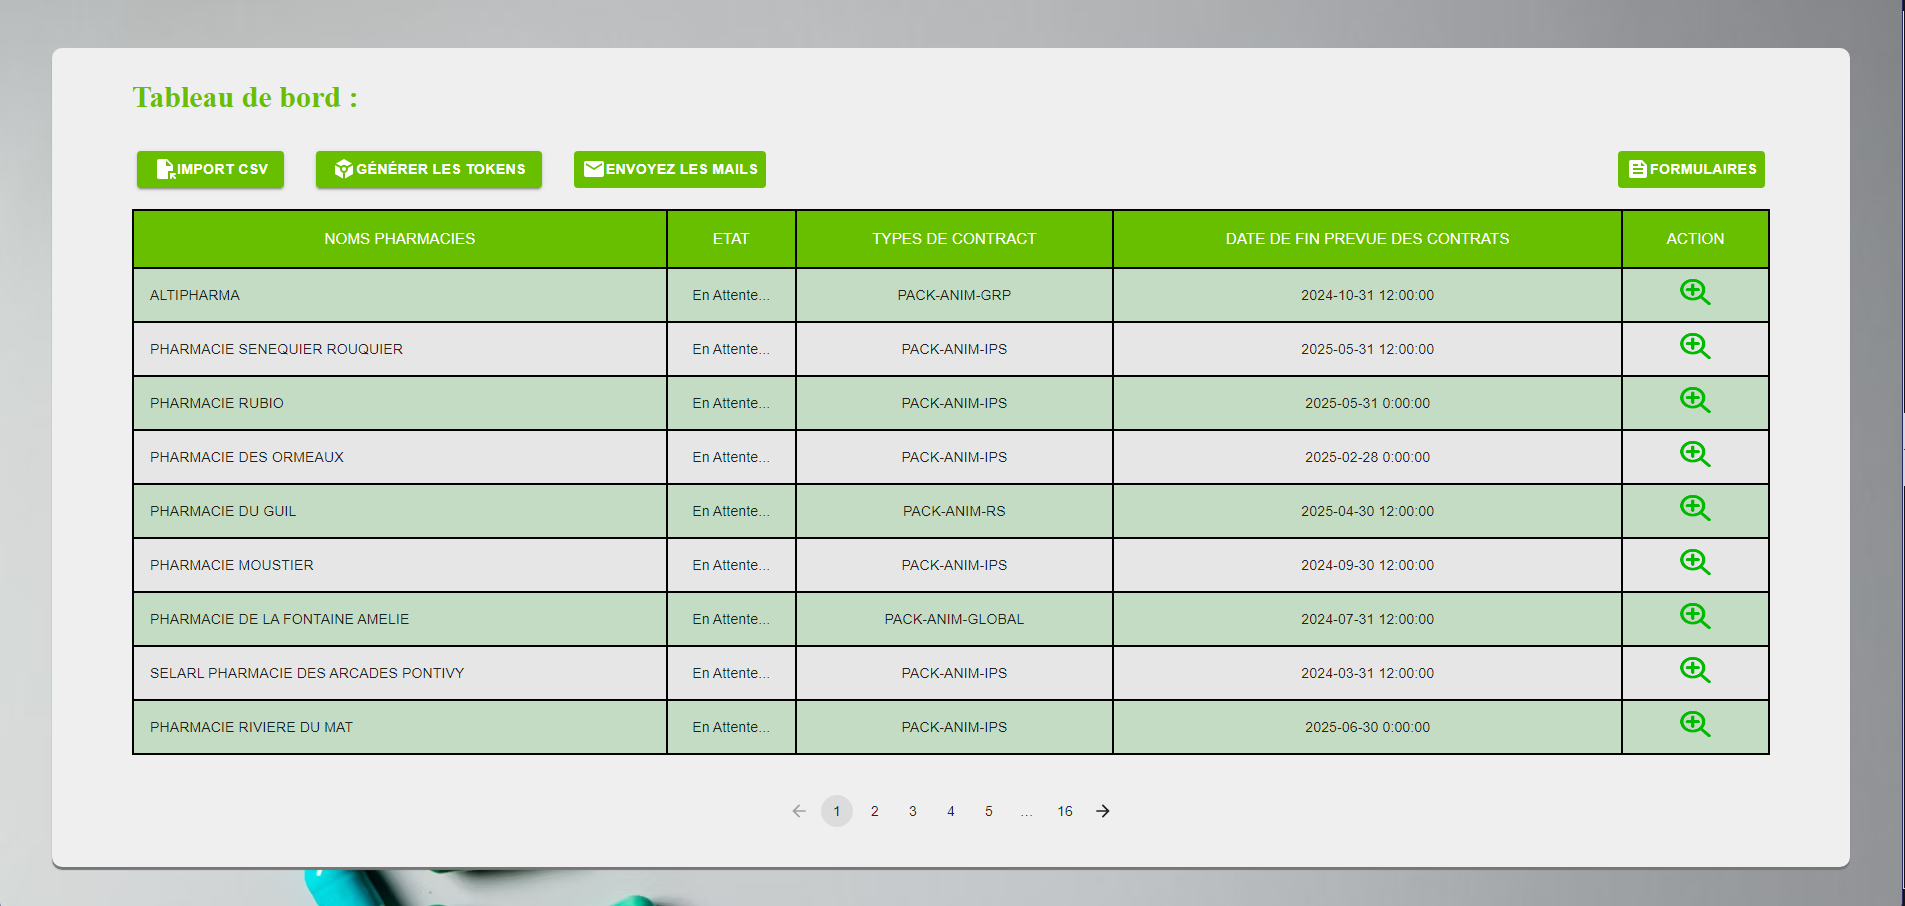 Tableau de bord :
IMPORT CSV GÉNÉRER LES TOKENS ENVOYEZ LES MAILS FORMULAIRES
NOMS PHARMACIES ETAT TYPES DE CONTRACT DATE DE FIN PREVUE DES CONTRATS ACTION
ALTIPHARMA En Attente... PACK-ANIM-GRP 2024-10-31 12:00:00
PHARMACIE SENEQUIER ROUQUIER En Attente... PACK-ANIM-IPS 2025-05-31 12:00:00
PHARMACIE RUBIO En Attente... PACK-ANIM-IPS 2025-05-31 0:00:00
PHARMACIE DES ORMEAUX En Attente... PACK-ANIM-IPS 2025-02-28 0:00:00
PHARMACIE DU GUIL En Attente... PACK-ANIM-RS 2025-04-30 12:00:00
PHARMACIE MOUSTIER En Attente... PACK-ANIM-IPS 2024-09-30 12:00:00
PHARMACIE DE LA FONTAINE AMELIE En Attente... PACK-ANIM-GLOBAL 2024-07-31 12:00:00
SELARL PHARMACIE DES ARCADES PONTIVY En Attente... PACK-ANIM-IPS 2024-03-31 12:00:00
PHARMACIE RIVIERE DU MAT En Attente... PACK-ANIM-IPS 2025-06-30 0:00:00
1 2 3 4 5 ... 16